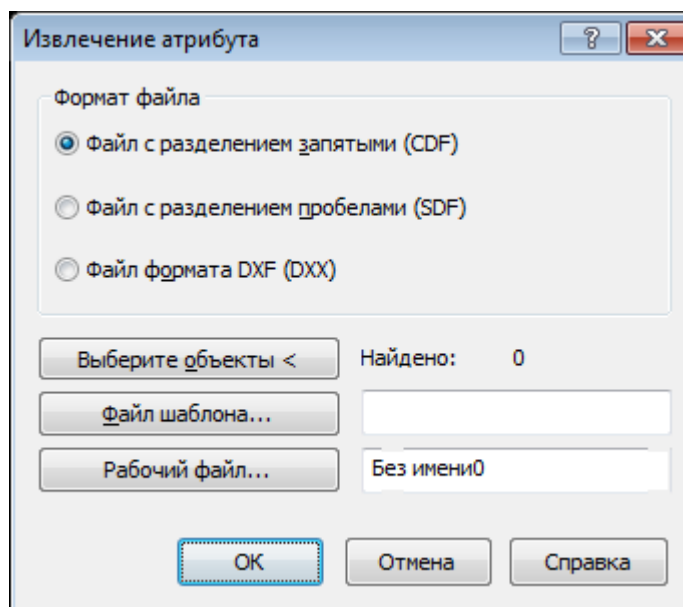 Извлечение атрибута
Формат файла
Файл с разделением запятыми (CDF)
Файл с разделением пробелами (SDF)
Файл формата DXF (DXX)
Выберите объекты < Найдено: 0
Файл шаблона...
Рабочий файл... Без имени0
OK Отмена Справка